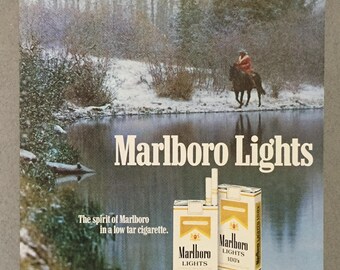 Marlboro Lights
The spirit of Marlboro
in a low tar cigarette.
Marlboro
LIGHTS
Marlboro
LIGHTS
100's